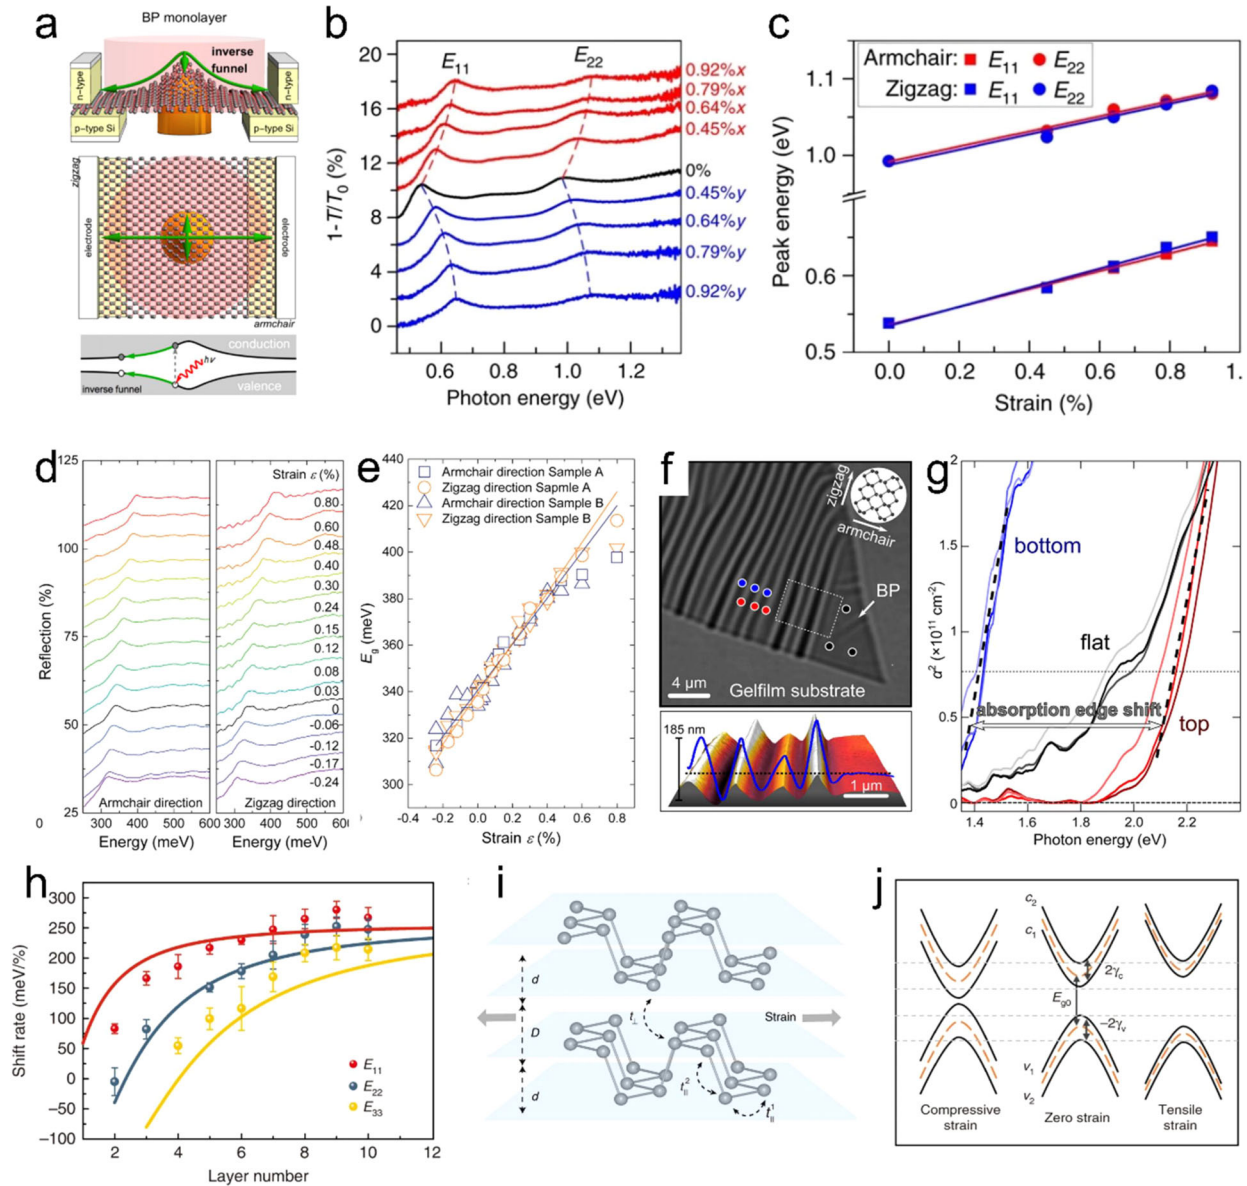 a
BP monolayer
inverse
funnel
n-type
n-type
p-type Si
p-type Si
zigzag
electrode
electrode
armchair
conduction
hν
inverse funnel
valence
b
E11
E22
20
16
12
8
4
0
1-T/T0 (%)
0.92%x
0.79%x
0.64%x
0.45%x
0%
0.45%y
0.64%y
0.79%y
0.92%y
0.6 0.8 1.0 1.2
Photon energy (eV)
c
Armchair: E11 E22
Zigzag: E11 E22
1.1
1.0
0.6
0.5
Peak energy (eV)
0.0 0.2 0.4 0.6 0.8 1.
Strain (%)
d
125
100
75
50
25
Reflection (%)
Strain ε (%)
0.80
0.60
0.48
0.40
0.30
0.24
0.15
0.12
0.08
0.03
0
-0.06
-0.12
-0.17
-0.24
Armchair direction
Zigzag direction
0 300 400 500 600 300 400 500 600
Energy (meV) Energy (meV)
e
440
420
400
380
360
340
320
300
Eg (meV)
Armchair direction Sample A
Zigzag direction Sapmle A
Armchair direction Sample B
Zigzag direction Sapmle B
-0.4 -0.2 0.0 0.2 0.4 0.6 0.8
Strain ε (%)
f
zigzag
armchair
BP
4 μm
Gelfilm substrate
185 nm
1 μm
g
2
1.5
1
0.5
0
α² (×10¹¹ cm⁻²)
bottom
flat
absorption edge shift
top
1.4 1.6 1.8 2.0 2.2
Photon energy (eV)
h
300
250
200
150
100
50
0
−50
−100
Shift rate (meV/%)
E11
E22
E33
2 4 6 8 10 12
Layer number
i
d
D
d
t⊥
Strain
t∥²
t∥¹
j
c2
c1
2γc
Eg0
−2γv
v1
v2
Compressive
strain
Zero strain
Tensile
strain